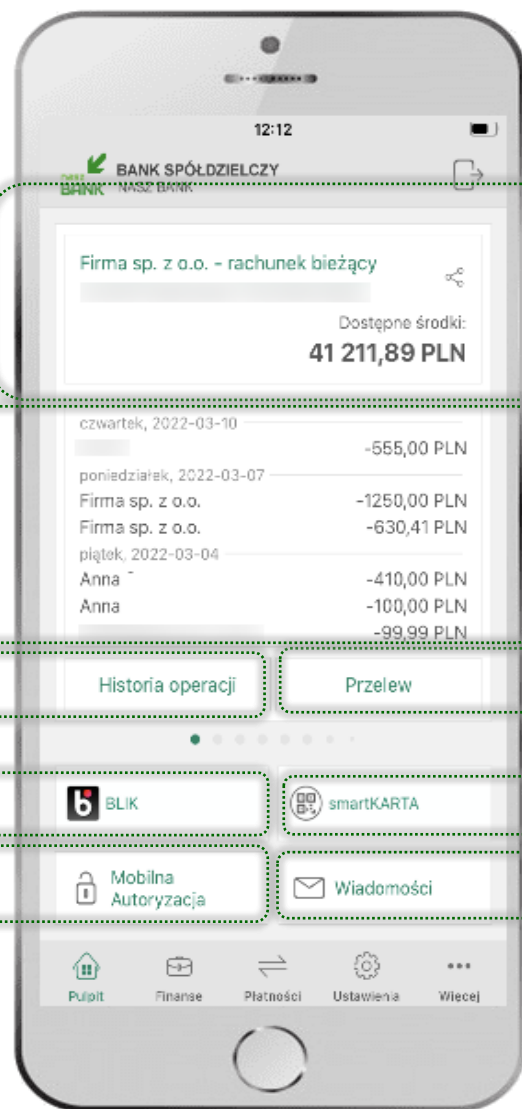 12:12
nasz BANK
BANK SPÓŁDZIELCZY
NASZ BANK
Firma sp. z o.o. - rachunek bieżący
Dostępne środki:
41 211,89 PLN
czwartek, 2022-03-10
-555,00 PLN
poniedziałek, 2022-03-07
Firma sp. z o.o. -1250,00 PLN
Firma sp. z o.o. -630,41 PLN
piątek, 2022-03-04
Anna -410,00 PLN
Anna -100,00 PLN
-99,99 PLN
Historia operacji Przelew
BLIK smartKARTA
Mobilna
Autoryzacja
Wiadomości
Pulpit Finanse Płatności Ustawienia Więcej